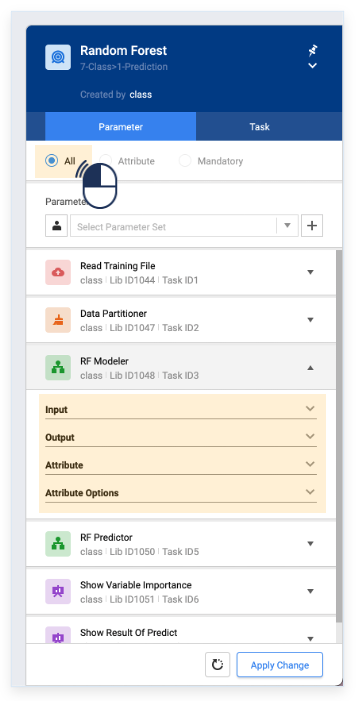 Random Forest
7-Class>1-Prediction
Created by class
Parameter Task
All Attribute Mandatory
Select Parameter Set
Read Training File
class | Lib ID1044 | Task ID1
Data Partitioner
class | Lib ID1047 | Task ID2
RF Modeler
class | Lib ID1048 | Task ID3
Input
Output
Attribute
Attribute Options
RF Predictor
class | Lib ID1050 | Task ID5
Show Variable Importance
class | Lib ID1051 | Task ID6
Show Result Of Predict
Apply Change